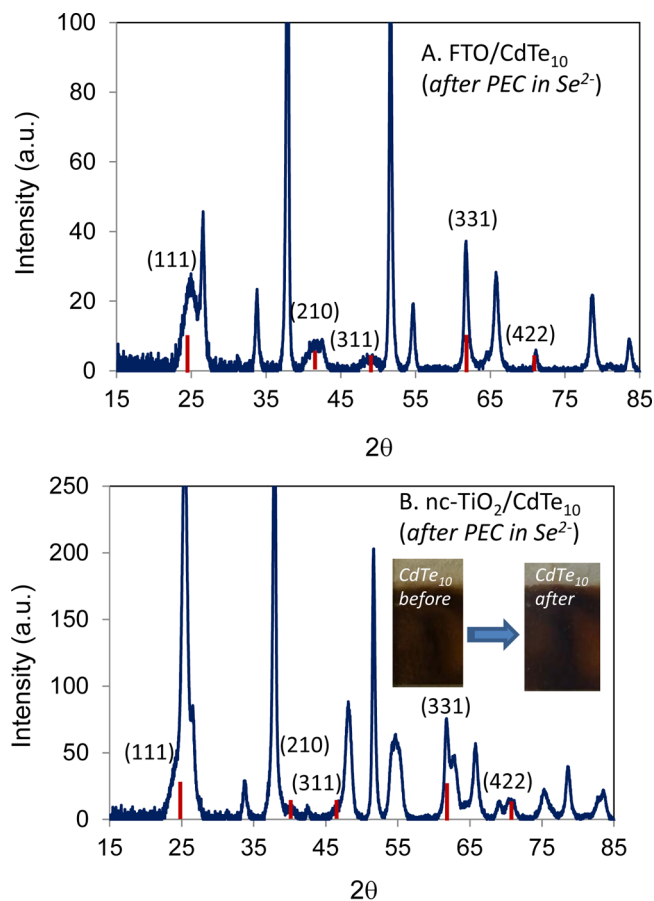 100
80
60
40
20
0
Intensity (a.u.)
A. FTO/CdTe₁₀
(after PEC in Se²⁻)
(111)
(210)
(311)
(331)
(422)
15 25 35 45 55 65 75 85
2θ
250
200
150
100
50
0
Intensity (a.u.)
B. nc-TiO₂/CdTe₁₀
(after PEC in Se²⁻)
CdTe₁₀
before
CdTe₁₀
after
(111)
(210)
(311)
(331)
(422)
15 25 35 45 55 65 75 85
2θ